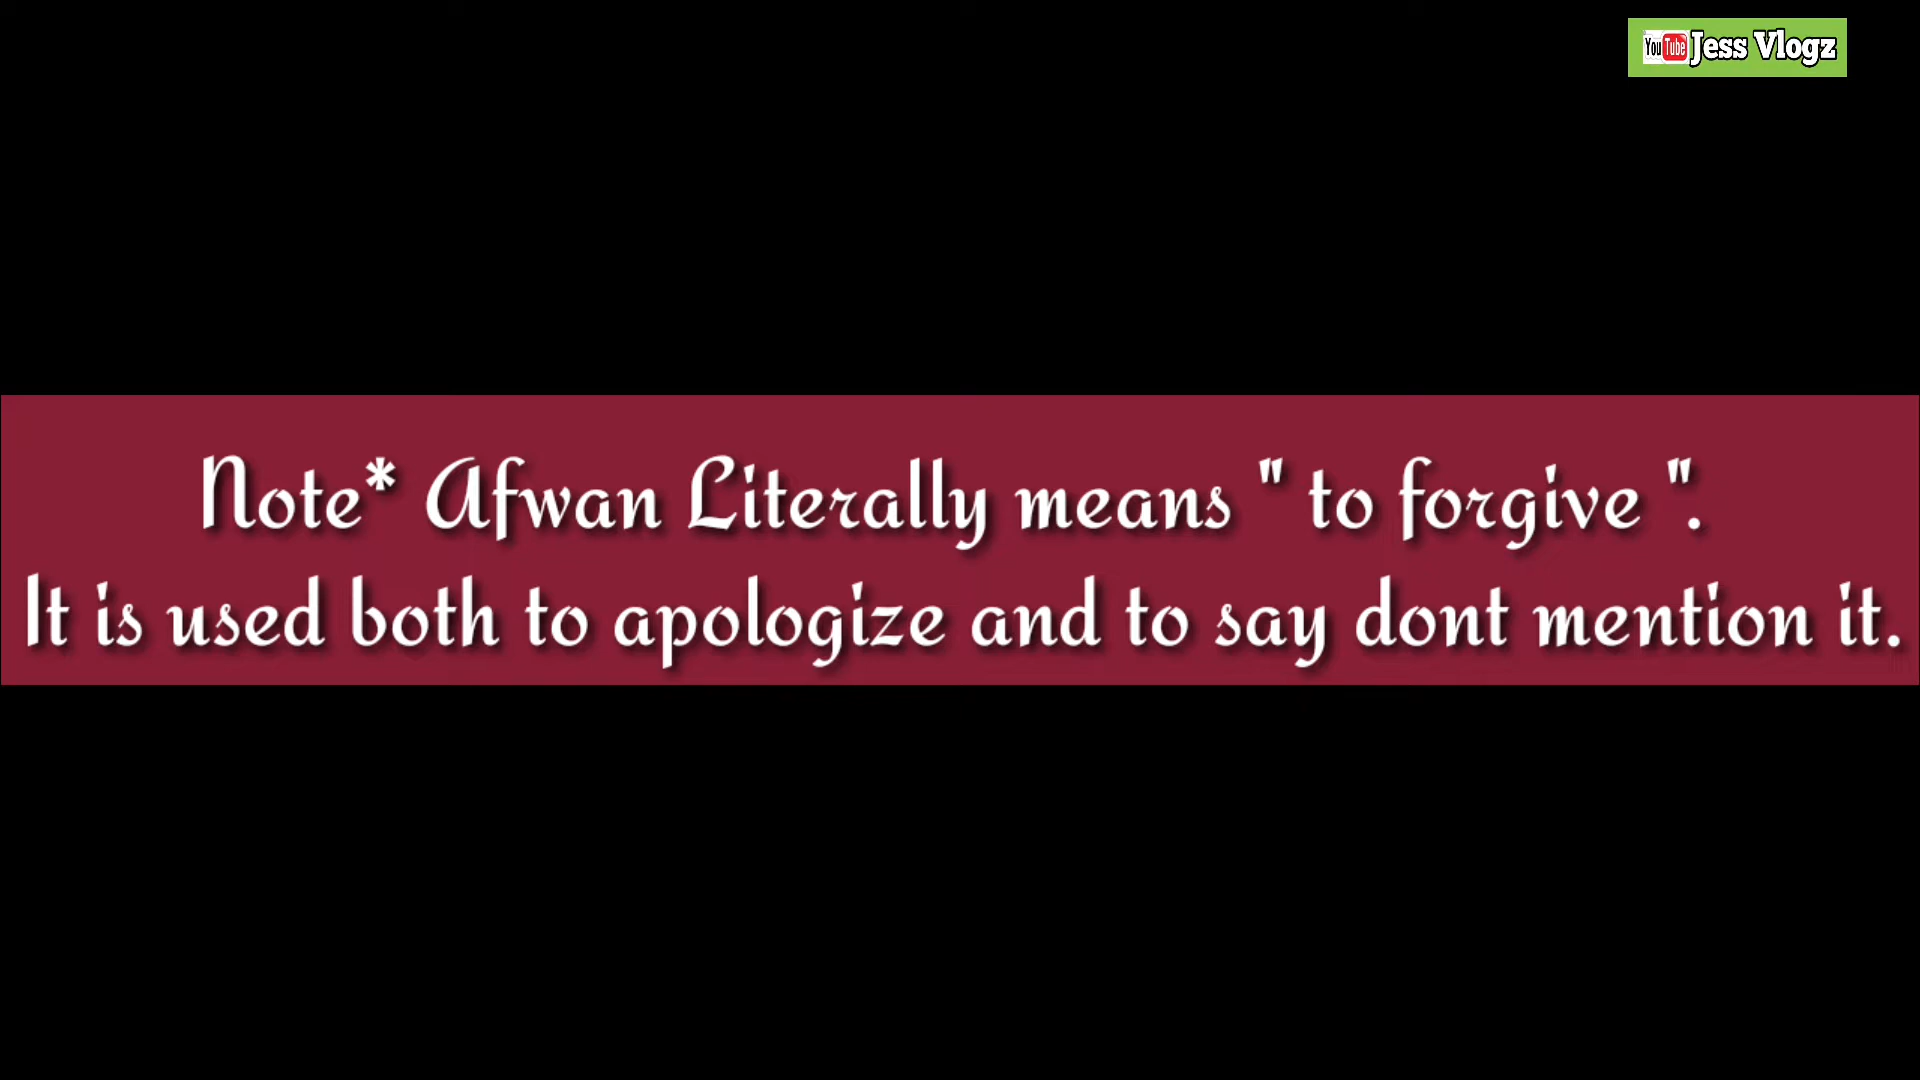 YouTube Jess Vlogz
Note* Afwan Literally means " to forgive ".
It is used both to apologize and to say dont mention it.